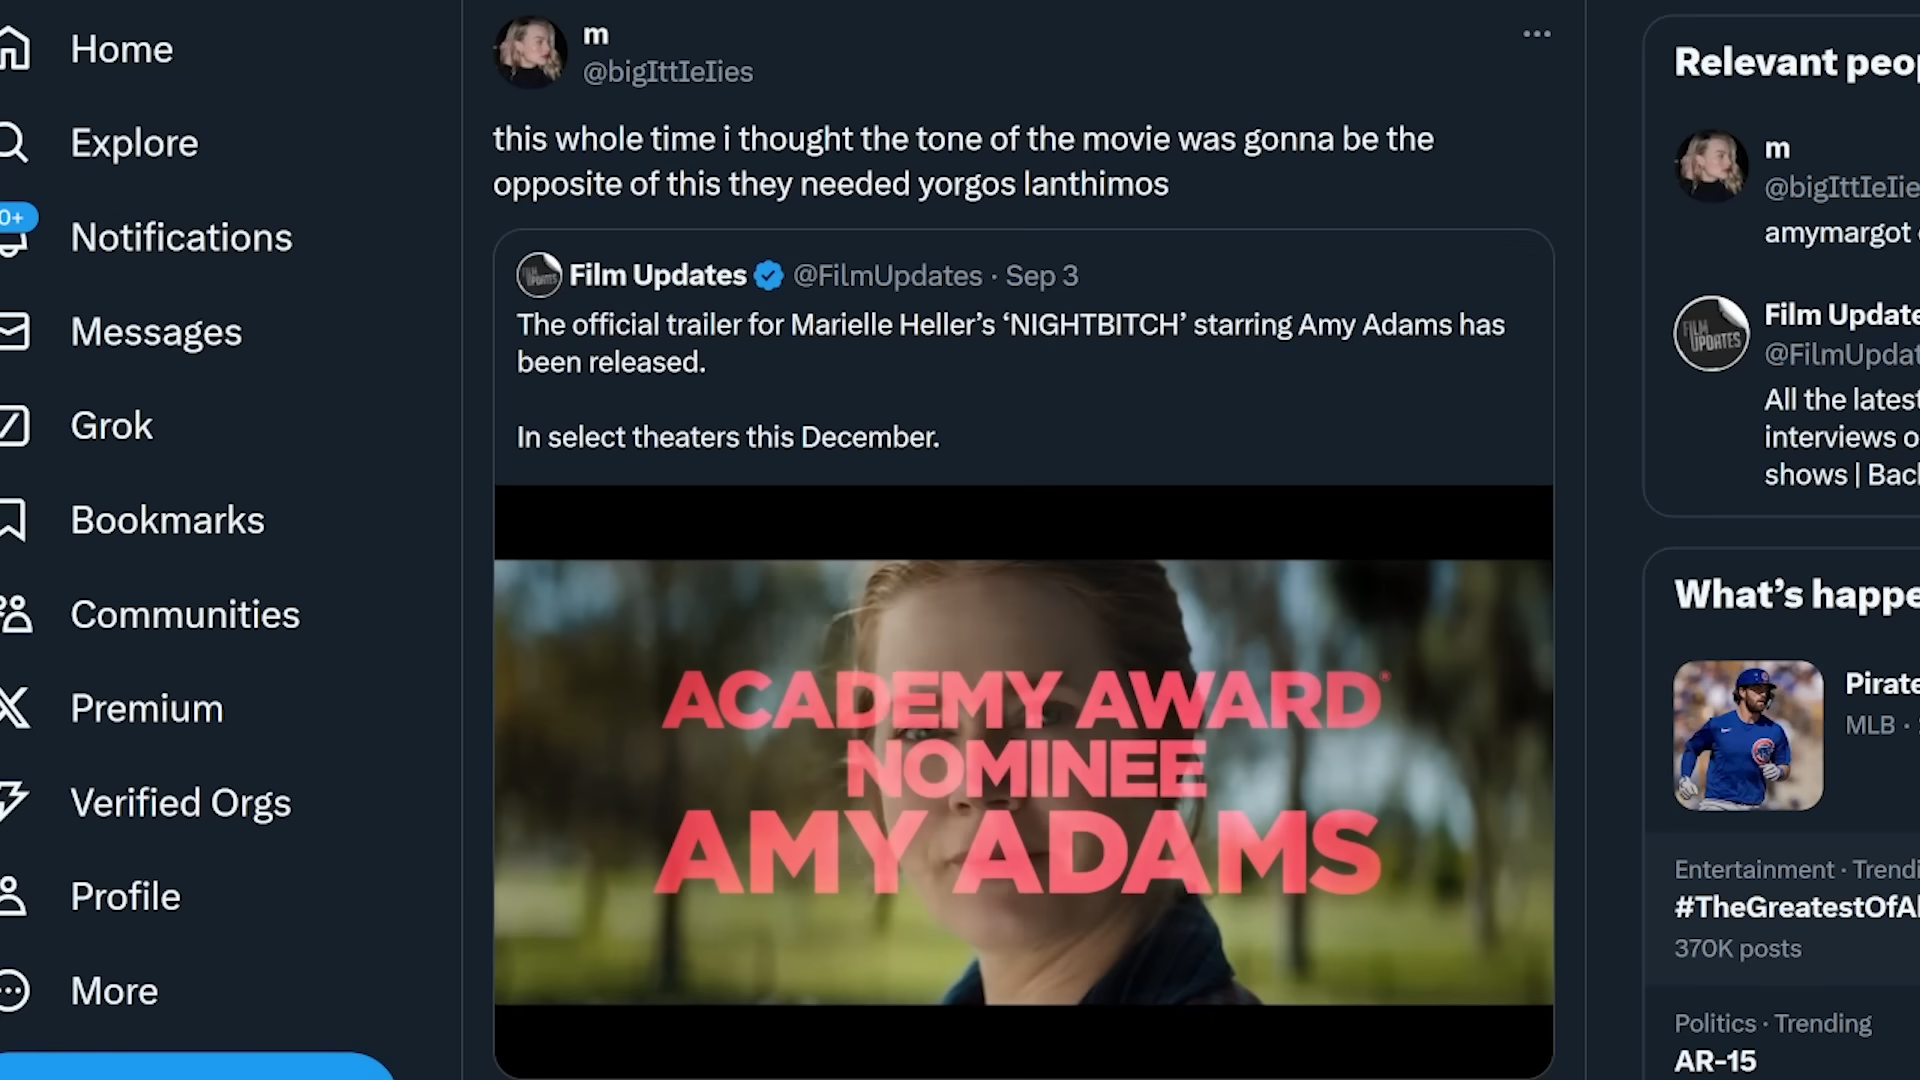 Home
Explore
0+
Notifications
Messages
Grok
Bookmarks
Communities
Premium
Verified Orgs
Profile
More
m
@bigIttIeIies
this whole time i thought the tone of the movie was gonna be the
opposite of this they needed yorgos lanthimos
Film Updates @FilmUpdates · Sep 3
The official trailer for Marielle Heller’s ‘NIGHTBITCH’ starring Amy Adams has
been released.
In select theaters this December.
ACADEMY AWARD®
NOMINEE
AMY ADAMS
Relevant peo
m
@bigIttIeIie
amymargot
FILM UPDATES
Film Update
@FilmUpdat
All the latest
interviews o
shows | Bac
What’s happe
Pirate
MLB ·
Entertainment · Trendi
#TheGreatestOfAl
370K posts
Politics · Trending
AR-15